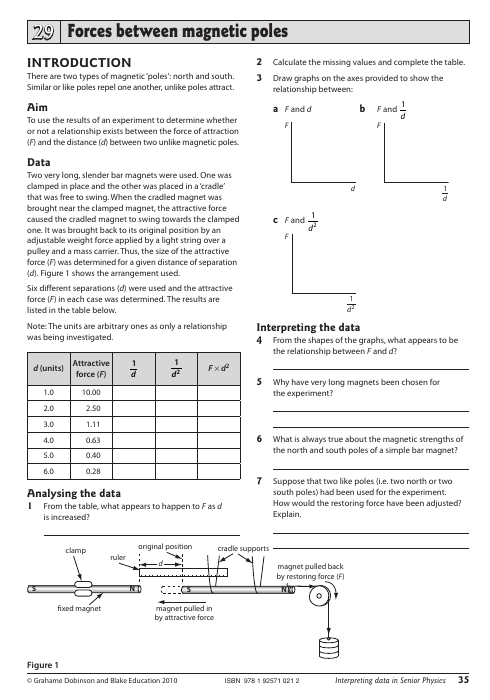 29 Forces between magnetic poles
INTRODUCTION
There are two types of magnetic 'poles': north and south.
Similar or like poles repel one another, unlike poles attract.
Aim
To use the results of an experiment to determine whether
or not a relationship exists between the force of attraction
(F) and the distance (d) between two unlike magnetic poles.
Data
Two very long, slender bar magnets were used. One was
clamped in place and the other was placed in a 'cradle'
that was free to swing. When the cradled magnet was
brought near the clamped magnet, the attractive force
caused the cradled magnet to swing towards the clamped
one. It was brought back to its original position by an
adjustable weight force applied by a light string over a
pulley and a mass carrier. Thus, the size of the attractive
force (F) was determined for a given distance of separation
(d). Figure 1 shows the arrangement used.
Six different separations (d) were used and the attractive
force (F) in each case was determined. The results are
listed in the table below.
Note: The units are arbitrary ones as only a relationship
was being investigated.
d (units) Attractive force (F) 1/d 1/d² F × d²
1.0 10.00
2.0 2.50
3.0 1.11
4.0 0.63
5.0 0.40
6.0 0.28
Analysing the data
1 From the table, what appears to happen to F as d
is increased?
2 Calculate the missing values and complete the table.
3 Draw graphs on the axes provided to show the
relationship between:
a F and d b F and 1/d
F F
d 1/d
c F and 1/d²
F
1/d²
Interpreting the data
4 From the shapes of the graphs, what appears to be
the relationship between F and d?
5 Why have very long magnets been chosen for
the experiment?
6 What is always true about the magnetic strengths of
the north and south poles of a simple bar magnet?
7 Suppose that two like poles (i.e. two north or two
south poles) had been used for the experiment.
How would the restoring force have been adjusted?
Explain.
clamp
ruler
original position
cradle supports
d
magnet pulled back
by restoring force (F)
S N S N
fixed magnet
magnet pulled in
by attractive force
Figure 1
© Grahame Dobinson and Blake Education 2010 ISBN 978 1 92571 021 2 Interpreting data in Senior Physics 35